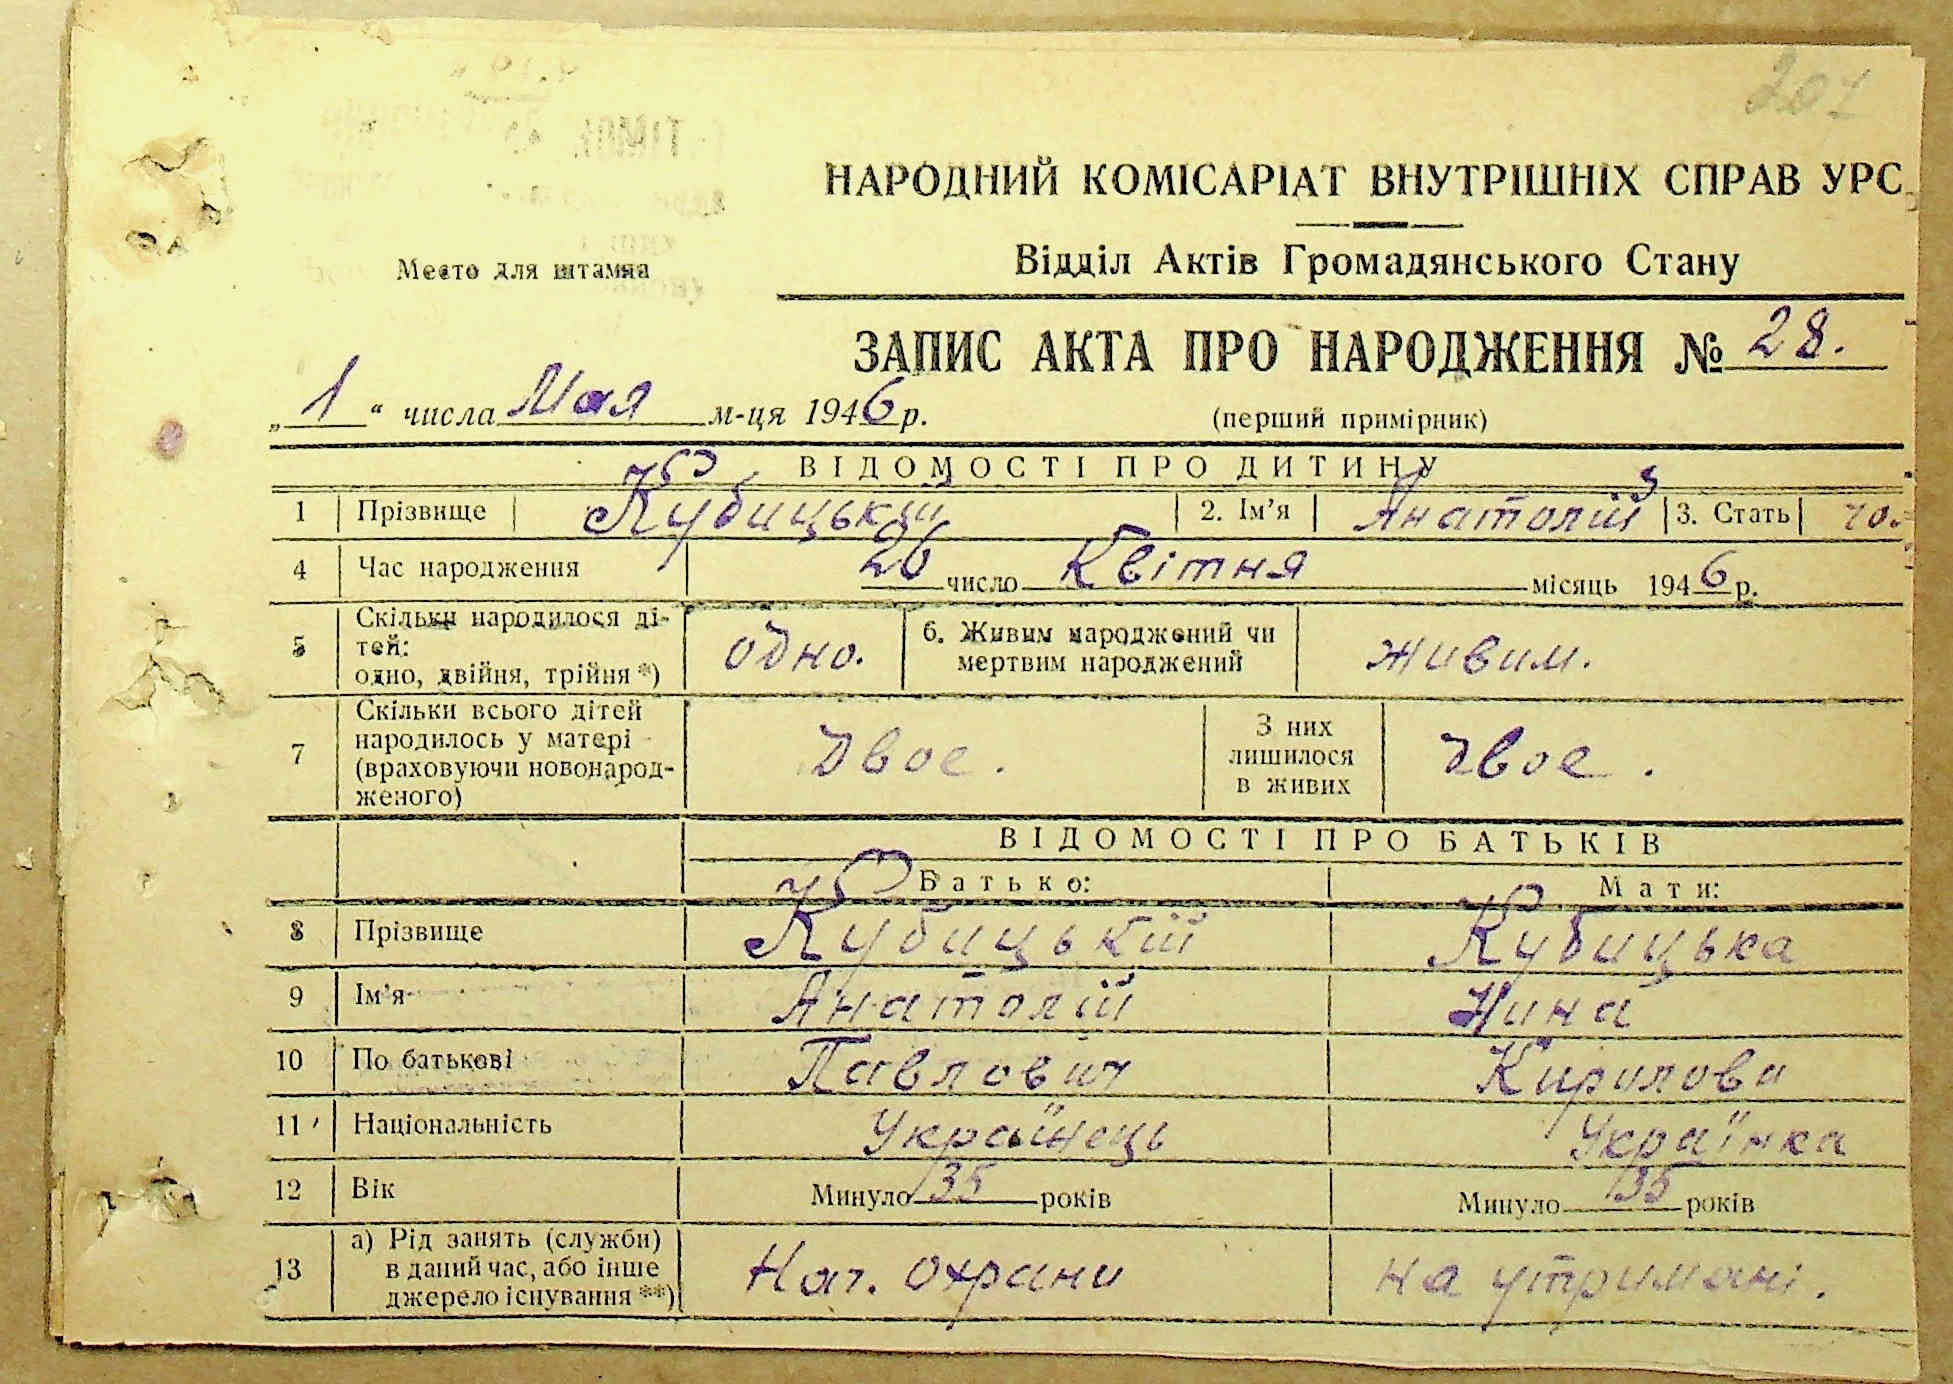 201
НАРОДНИЙ КОМІСАРІАТ ВНУТРІШНІХ СПРАВ УРС
Место для штампа
Відділ Актів Громадянського Стану
ЗАПИС АКТА ПРО НАРОДЖЕННЯ № 28.
„1“ числа Мая м-ця 1946 р.
(перший примірник)
ВІДОМОСТІ ПРО ДИТИНУ
1 Прізвище Кубицький 2. Ім'я Анатолій 3. Стать чол
4 Час народження 26 число Квітня місяць 1946 р.
5 Скільки народилося ді-
тей:
одно, двійня, трійня *) одно. 6. Живим народжений чи
мертвим народжений живим.
7 Скільки всього дітей
народилось у матері
(враховуючи новонарод-
женого) двое. З них
лишилося
в живих двое.
ВІДОМОСТІ ПРО БАТЬКІВ
Батько: Мати:
8 Прізвище Кубицькій Кубицька
9 Ім'я Анатолій Нина
10 По батькові Павлович Кирилова
11 Національність Українець Українка
12 Вік Минуло 35 років Минуло 35 років
13 а) Рід занять (служби)
в даний час, або інше
джерело існування **) Нач. Охрани на утримані.